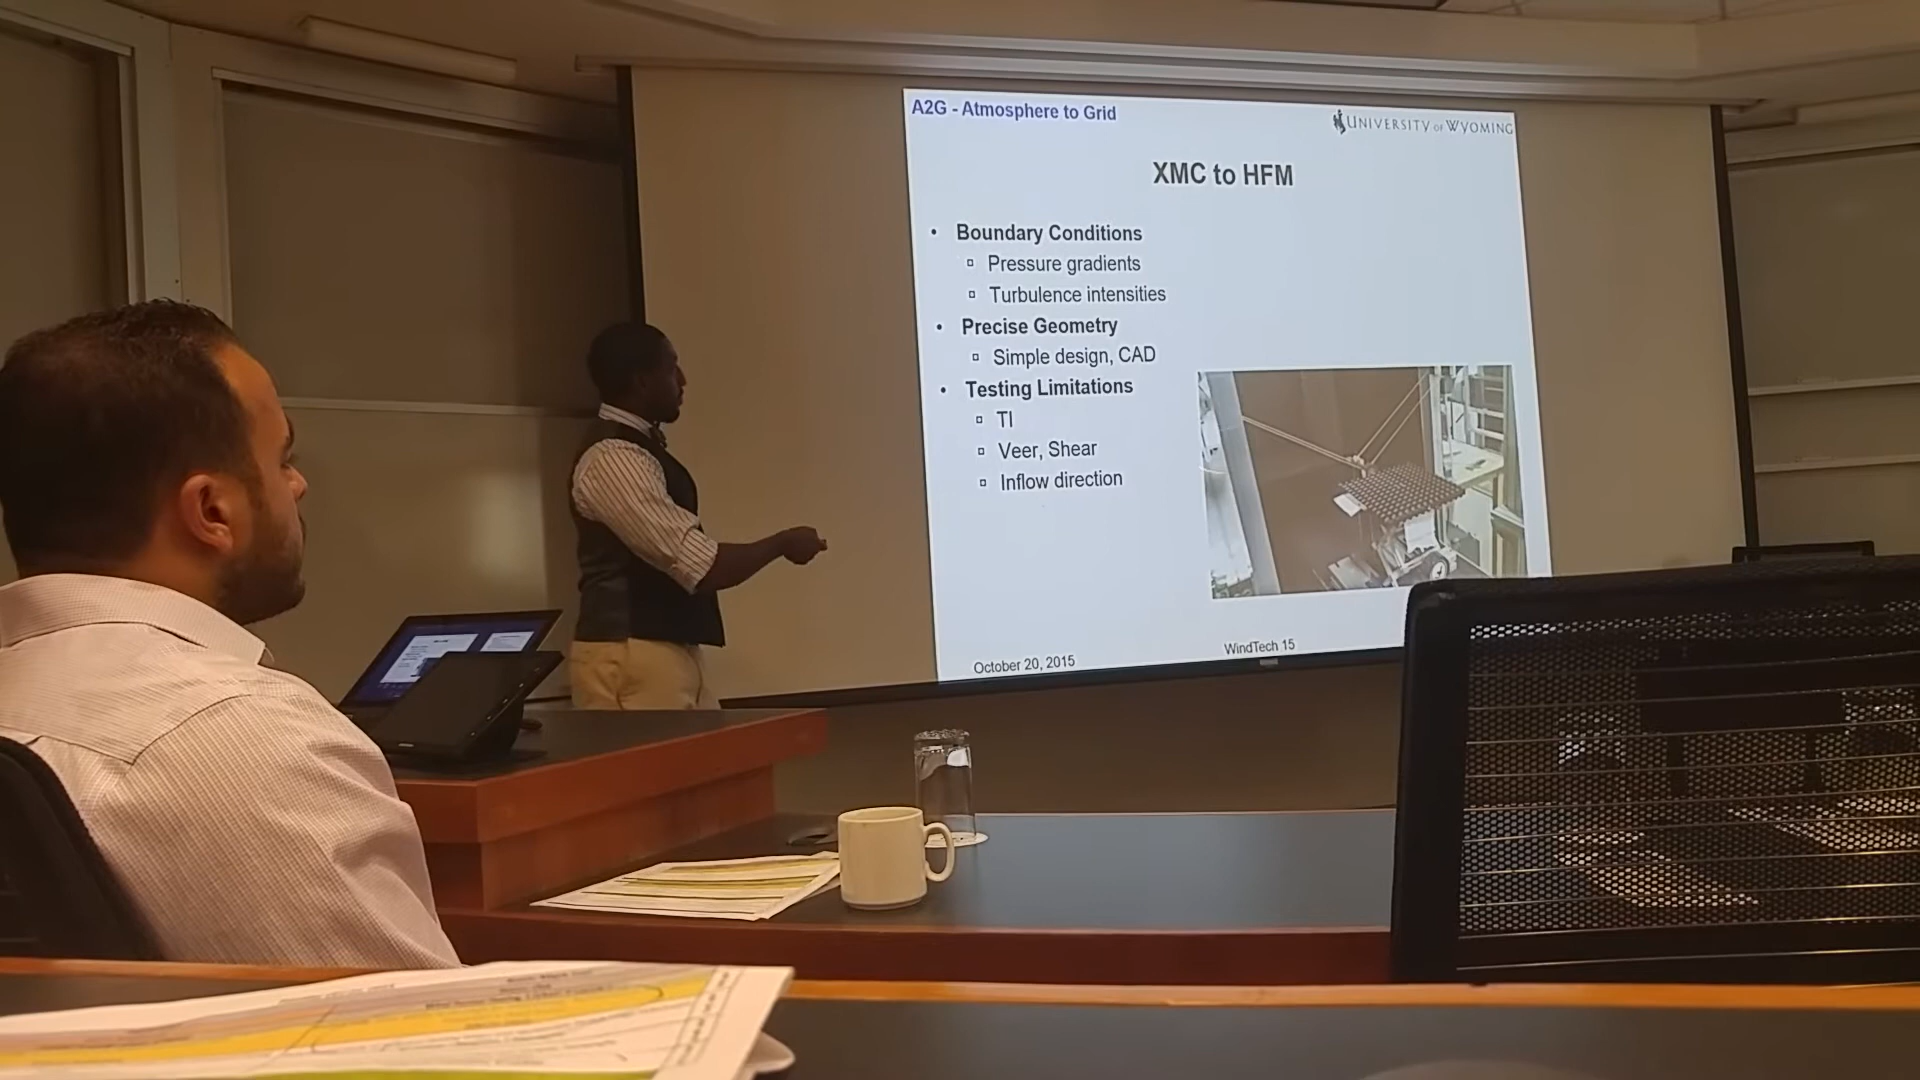 A2G - Atmosphere to Grid
UNIVERSITY OF WYOMING
XMC to HFM
• Boundary Conditions
▫ Pressure gradients
▫ Turbulence intensities
• Precise Geometry
▫ Simple design, CAD
• Testing Limitations
▫ TI
▫ Veer, Shear
▫ Inflow direction
October 20, 2015
WindTech 15